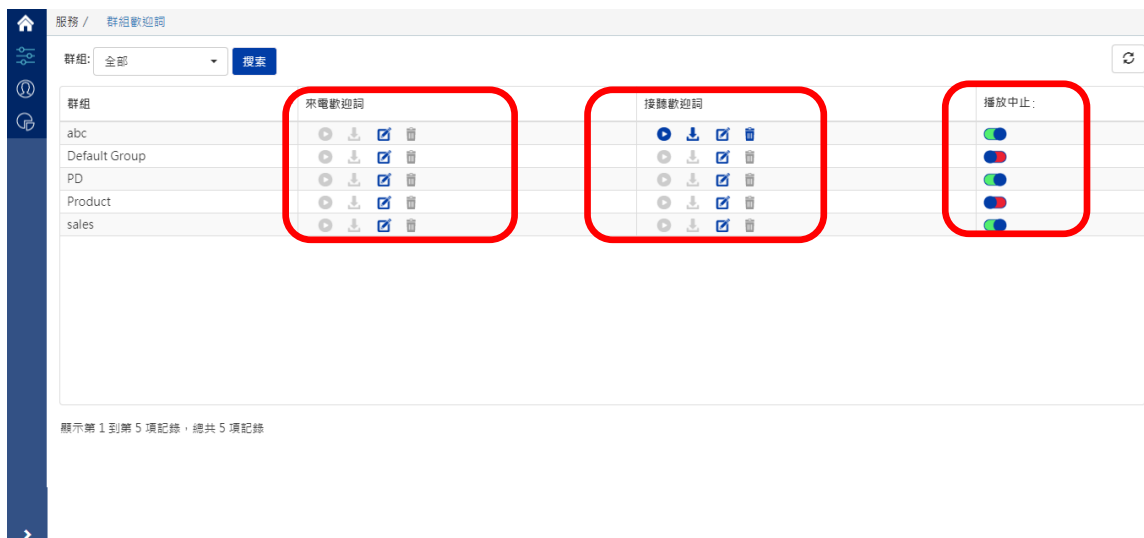 服務 / 群組歡迎詞
群组: 全部 搜索
群組 來電歡迎詞 接聽歡迎詞 播放中止:
abc
Default Group
PD
Product
sales
顯示第 1 到第 5 項記錄，總共 5 項記錄